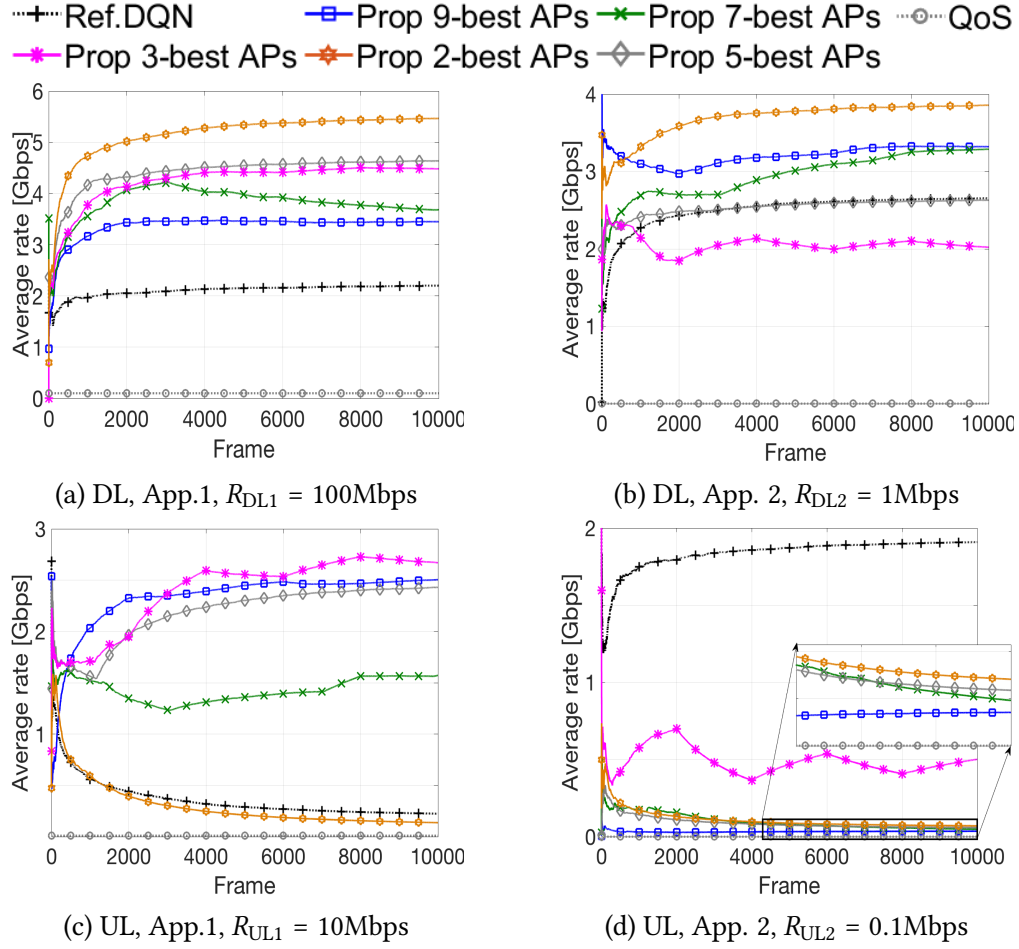 Ref.DQN Prop 9-best APs Prop 7-best APs QoS
Prop 3-best APs Prop 2-best APs Prop 5-best APs
6
5
4
3
2
1
0
Average rate [Gbps]
0 2000 4000 6000 8000 10000
Frame
(a) DL, App.1, R_DL1 = 100Mbps
4
3
2
1
0
Average rate [Gbps]
0 2000 4000 6000 8000 10000
Frame
(b) DL, App. 2, R_DL2 = 1Mbps
3
2
1
0
Average rate [Gbps]
0 2000 4000 6000 8000 10000
Frame
(c) UL, App.1, R_UL1 = 10Mbps
2
1
0
Average rate [Gbps]
0 2000 4000 6000 8000 10000
Frame
(d) UL, App. 2, R_UL2 = 0.1Mbps